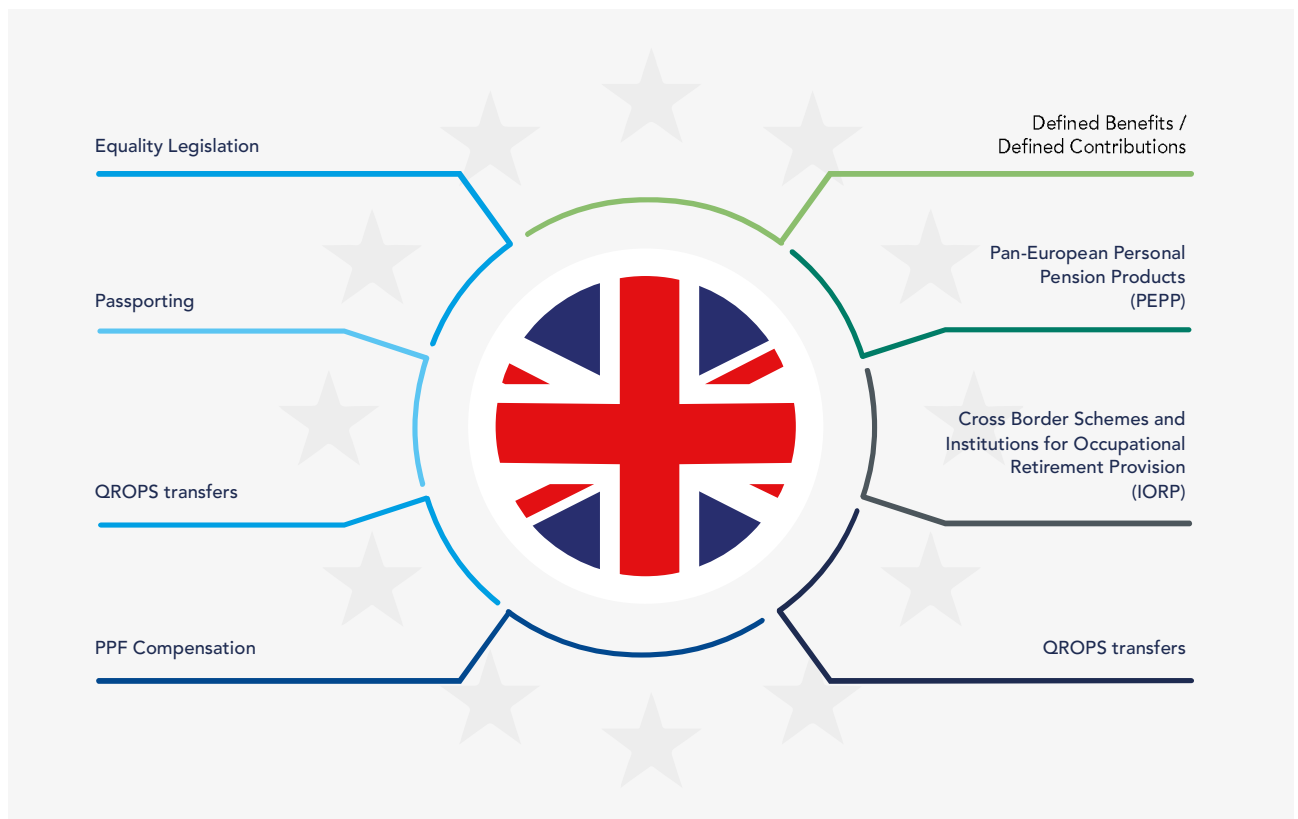 Equality Legislation
Passporting
QROPS transfers
PPF Compensation
Defined Benefits /
Defined Contributions
Pan-European Personal
Pension Products
(PEPP)
Cross Border Schemes and
Institutions for Occupational
Retirement Provision
(IORP)
QROPS transfers